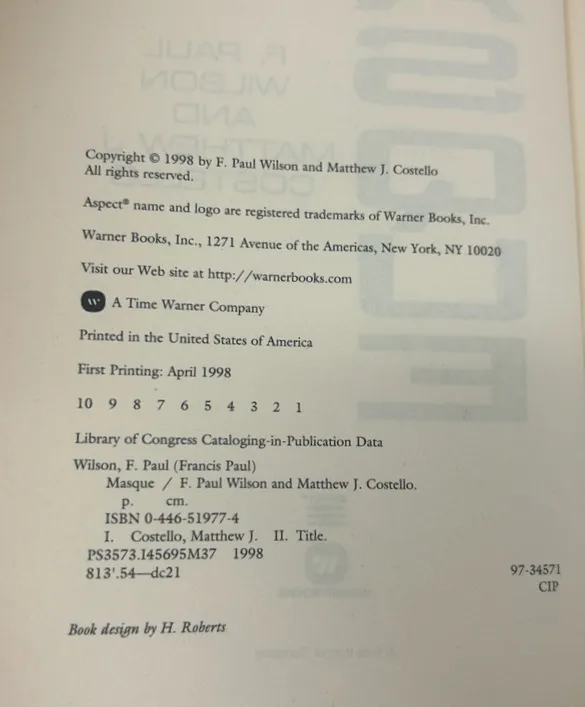 Copyright © 1998 by F. Paul Wilson and Matthew J. Costello
All rights reserved.
Aspect® name and logo are registered trademarks of Warner Books, Inc.
Warner Books, Inc., 1271 Avenue of the Americas, New York, NY 10020
Visit our Web site at http://warnerbooks.com
W A Time Warner Company
Printed in the United States of America
First Printing: April 1998
10 9 8 7 6 5 4 3 2 1
Library of Congress Cataloging-in-Publication Data
Wilson, F. Paul (Francis Paul)
Masque / F. Paul Wilson and Matthew J. Costello.
p. cm.
ISBN 0-446-51977-4
I. Costello, Matthew J. II. Title.
PS3573.I45695M37 1998
813'.54—dc21
97-34571
CIP
Book design by H. Roberts